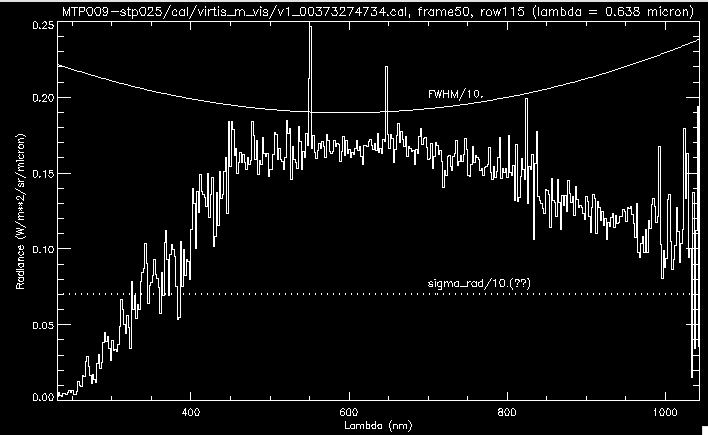 MTP009-stp025/cal/virtis_m_vis/v1_00373274734.cal, frame50, row115 (lambda = 0.638 micron)
0.25
FWHM/10.
0.20
0.15
Radiance (W/m**2/sr/micron)
0.10
sigma_rad/10.(??)
0.05
0.00
400 600 800 1000
Lambda (nm)